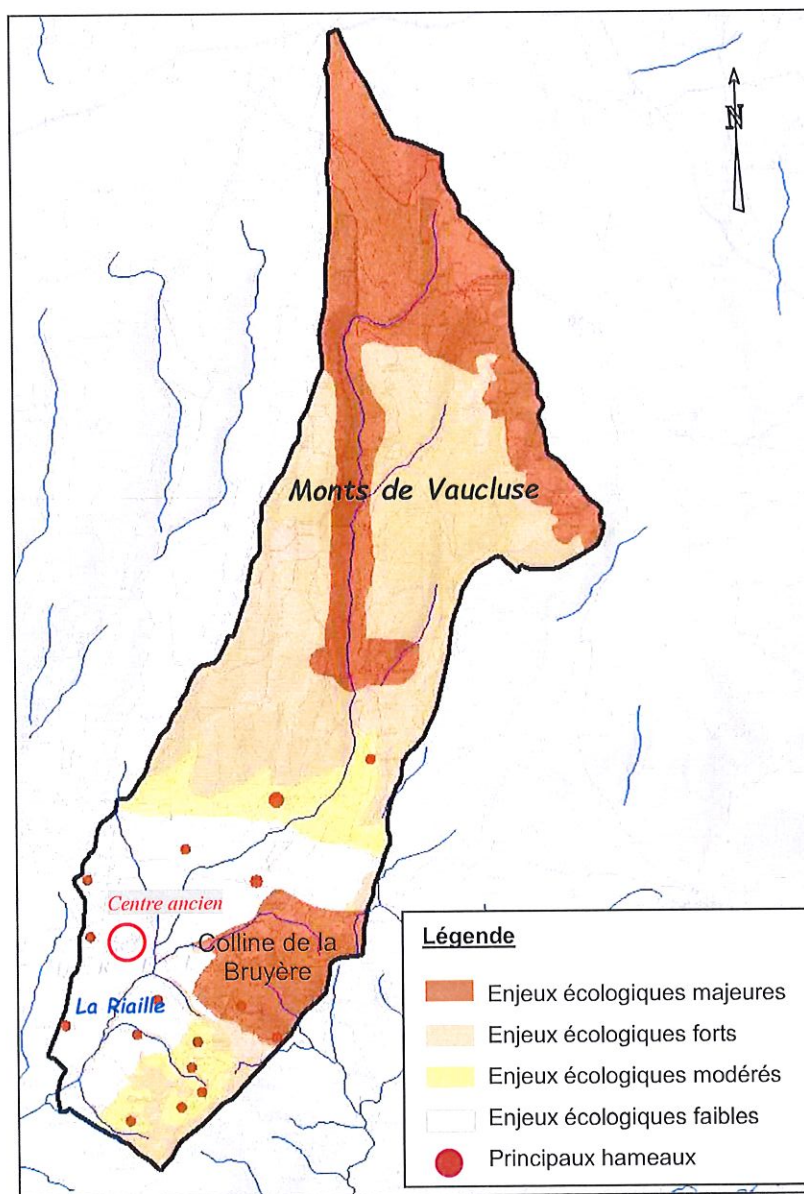 N
Monts de Vaucluse
Centre ancien
Colline de la
Bruyère
La Riaille
Légende
Enjeux écologiques majeures
Enjeux écologiques forts
Enjeux écologiques modérés
Enjeux écologiques faibles
Principaux hameaux